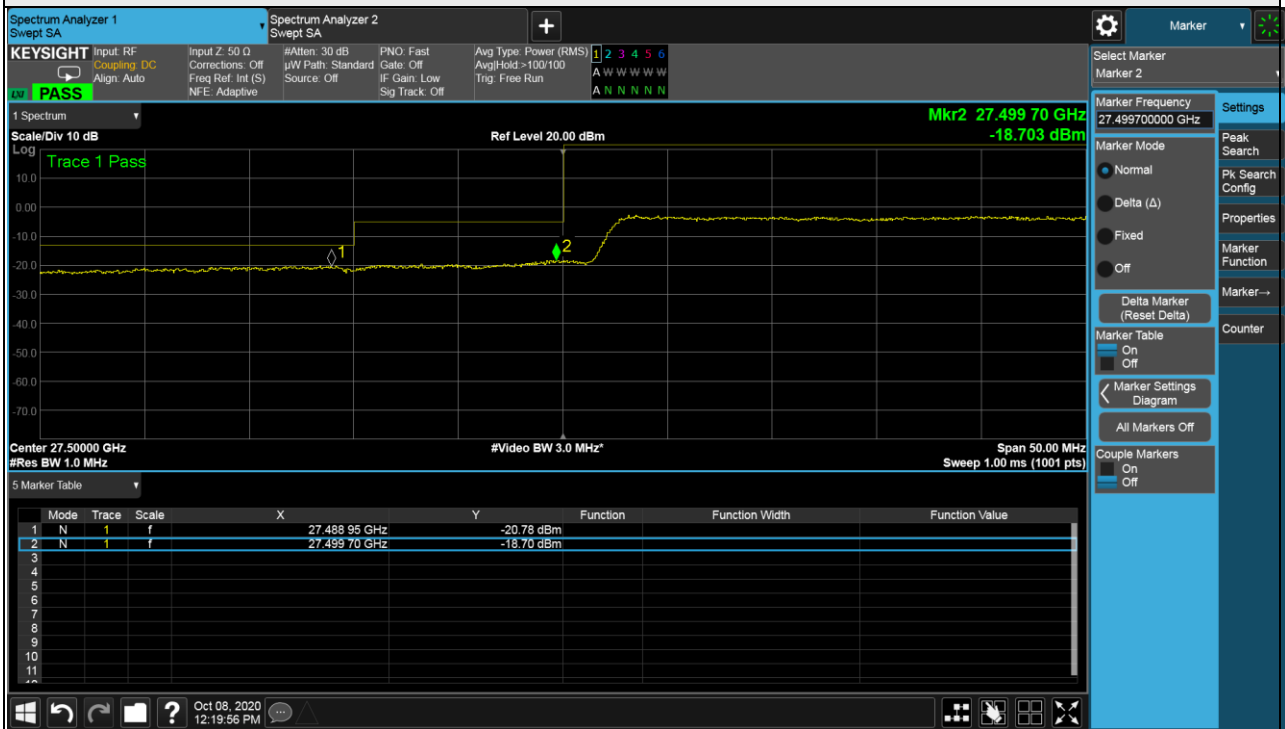 Spectrum Analyzer 1
Swept SA
Spectrum Analyzer 2
Swept SA
+
Marker
KEYSIGHT
LXI
PASS
Input: RF
Coupling: DC
Align: Auto
Input Z: 50 Ω
Corrections: Off
Freq Ref: Int (S)
NFE: Adaptive
#Atten: 30 dB
µW Path: Standard
Source: Off
PNO: Fast
Gate: Off
IF Gain: Low
Sig Track: Off
Avg Type: Power (RMS)
Avg|Hold:>100/100
Trig: Free Run
1 2 3 4 5 6
A W W W W W
A N N N N N
Select Marker
Marker 2
1 Spectrum
Scale/Div 10 dB
Log
Ref Level 20.00 dBm
Mkr2 27.499 70 GHz
-18.703 dBm
Trace 1 Pass
10.0
0.00
-10.0
-20.0
-30.0
-40.0
-50.0
-60.0
-70.0
1
2
Center 27.50000 GHz
#Res BW 1.0 MHz
#Video BW 3.0 MHz*
Span 50.00 MHz
Sweep 1.00 ms (1001 pts)
5 Marker Table
Mode Trace Scale X Y Function Function Width Function Value
1 N 1 f 27.488 95 GHz -20.78 dBm
2 N 1 f 27.499 70 GHz -18.70 dBm
3
4
5
6
7
8
9
10
11
Marker Frequency
27.499700000 GHz
Marker Mode
Normal
Delta (Δ)
Fixed
Off
Delta Marker
(Reset Delta)
Marker Table
On
Off
Marker Settings
Diagram
All Markers Off
Couple Markers
On
Off
Settings
Peak
Search
Pk Search
Config
Properties
Marker
Function
Marker→
Counter
?
Oct 08, 2020
12:19:56 PM